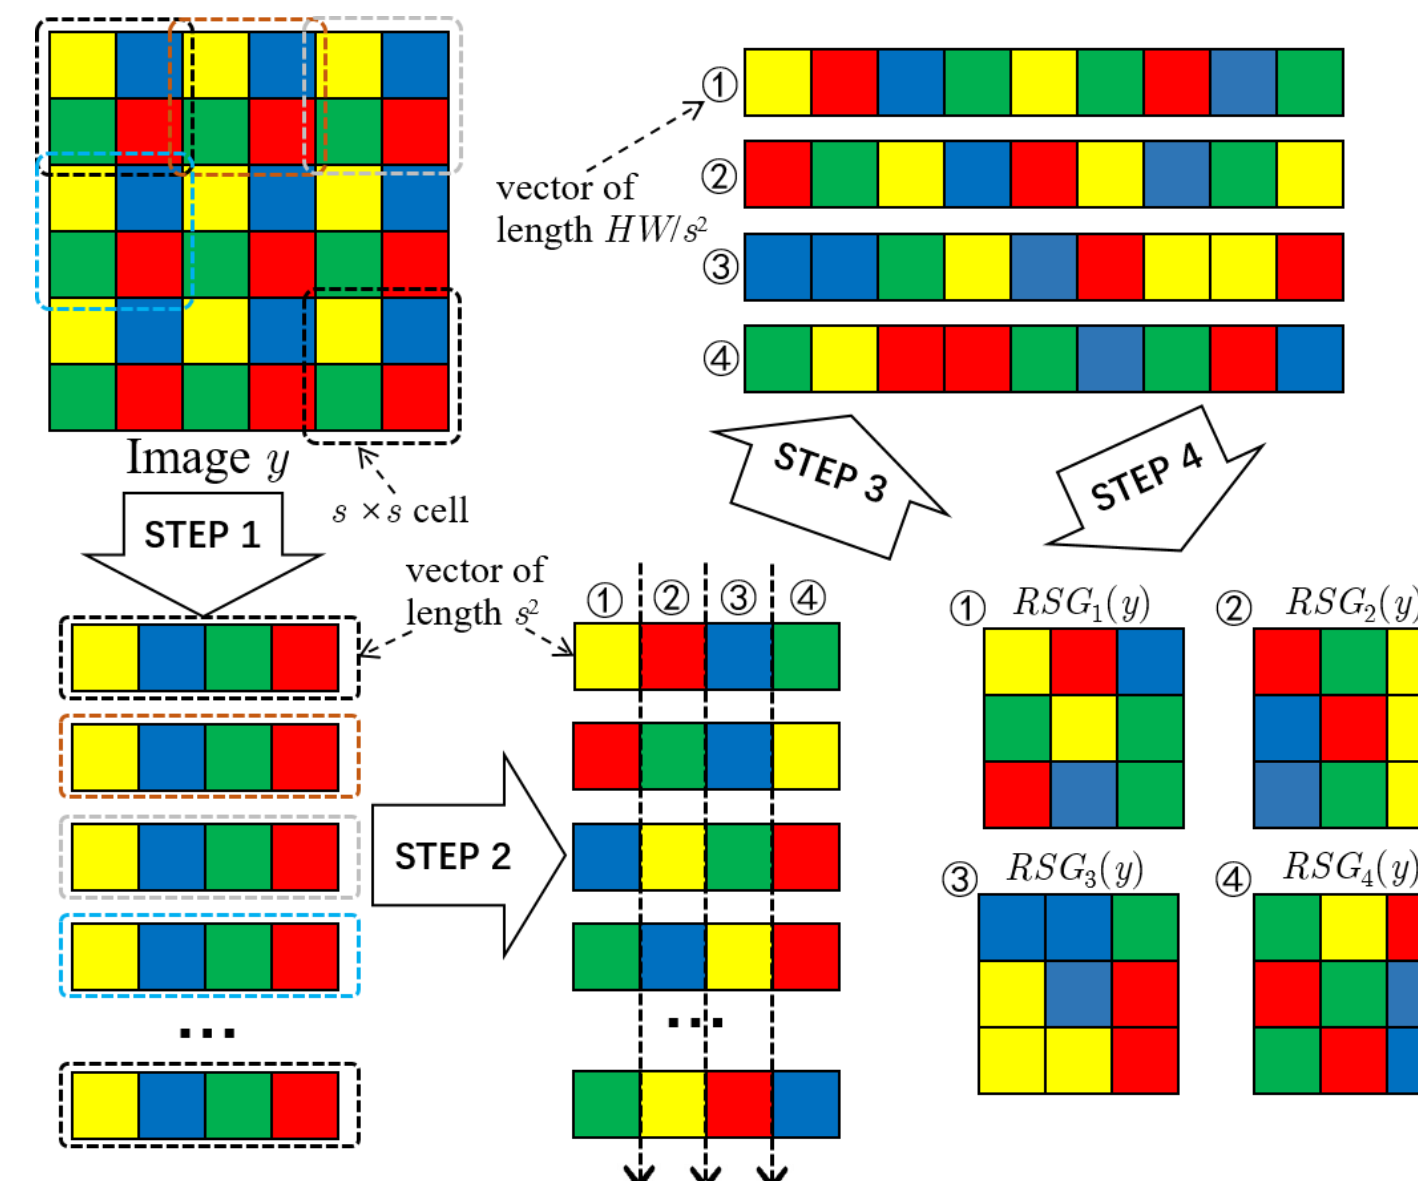 ①
②
vector of
length HW/s²
③
④
Image y
STEP 3
STEP 4
s ×s cell
STEP 1
vector of
length s²
① ② ③ ④
① RSG₁(y) ② RSG₂(y)
STEP 2
③ RSG₃(y) ④ RSG₄(y)
...
...